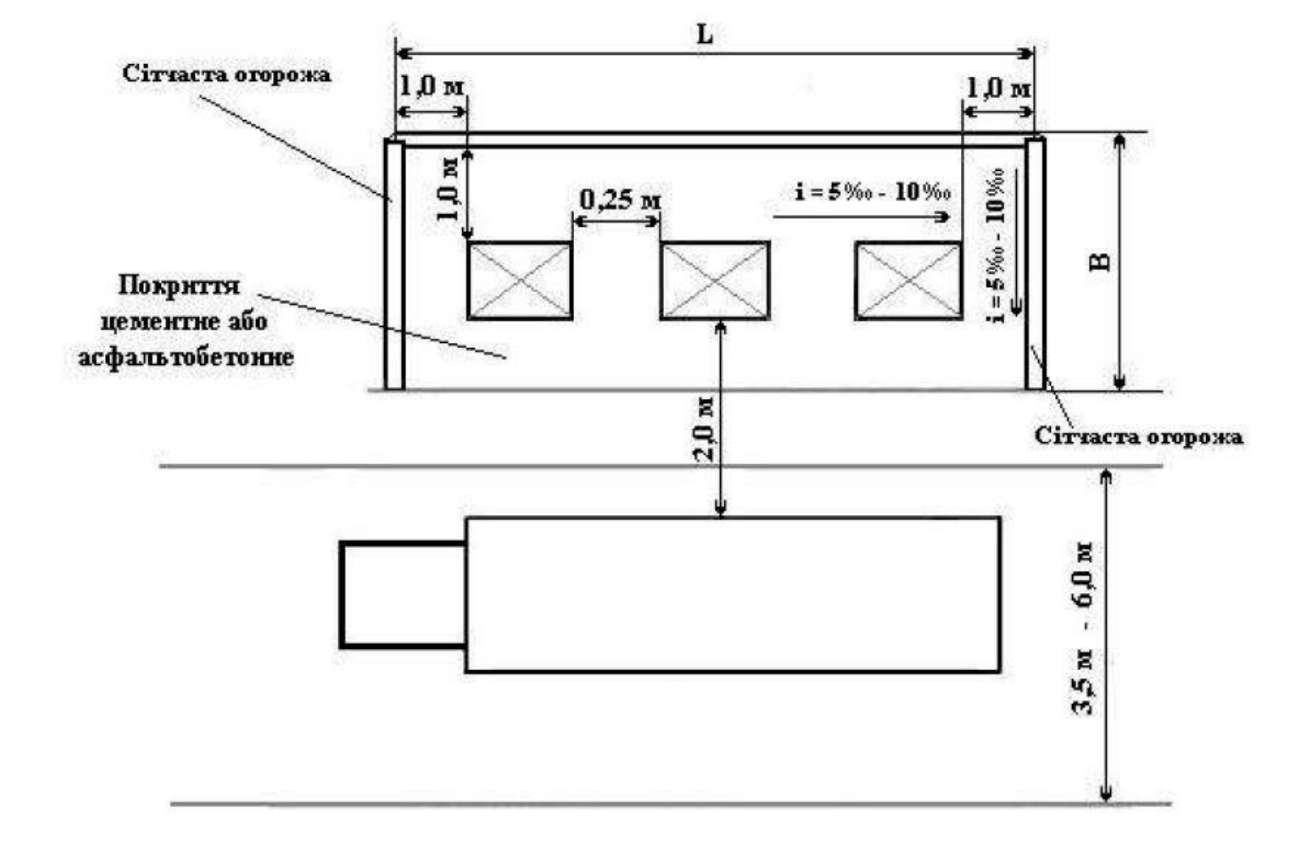 L
Сітчаста огорожа
1,0 м
1,0 м
1,0 м
0,25 м
i = 5‰ - 10‰
i = 5‰ - 10‰
B
Покриття
цементне або
асфальтобетонне
2,0 м
Сітчаста огорожа
3,5 м - 6,0 м